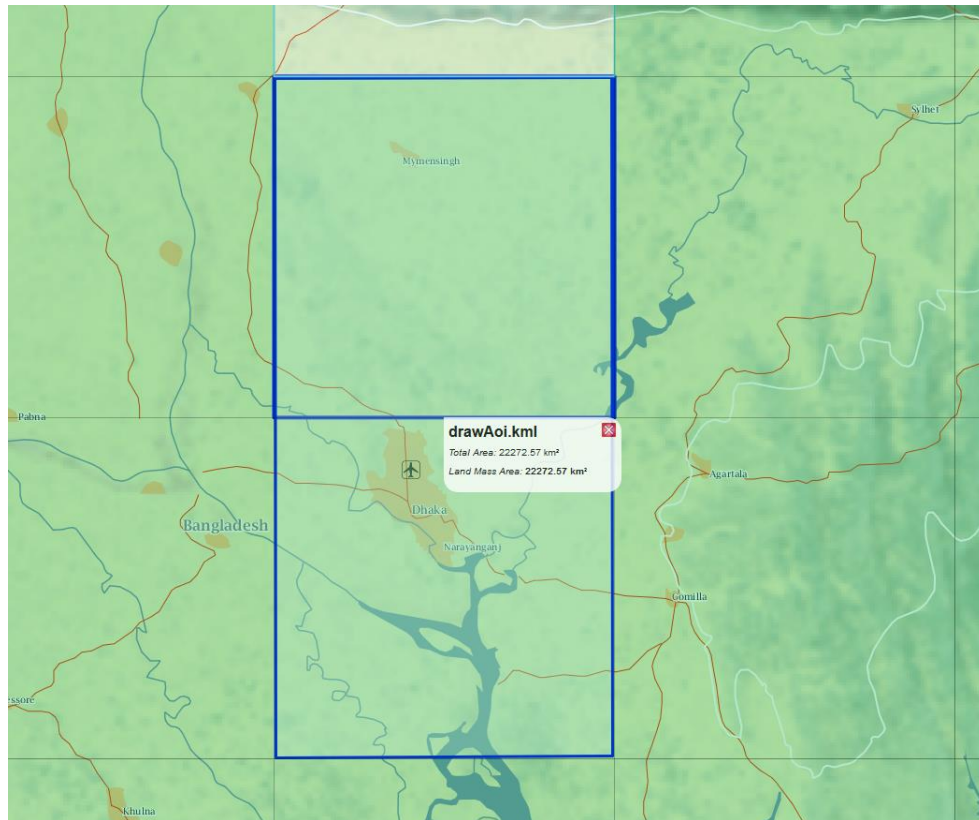 Sylhet
Mymensingh
Pabna
drawAoi.kml
Total Area: 22272.57 km²
Land Mass Area: 22272.57 km²
Agartala
Dhaka
Bangladesh
Narayanganj
Comilla
essore
Khulna